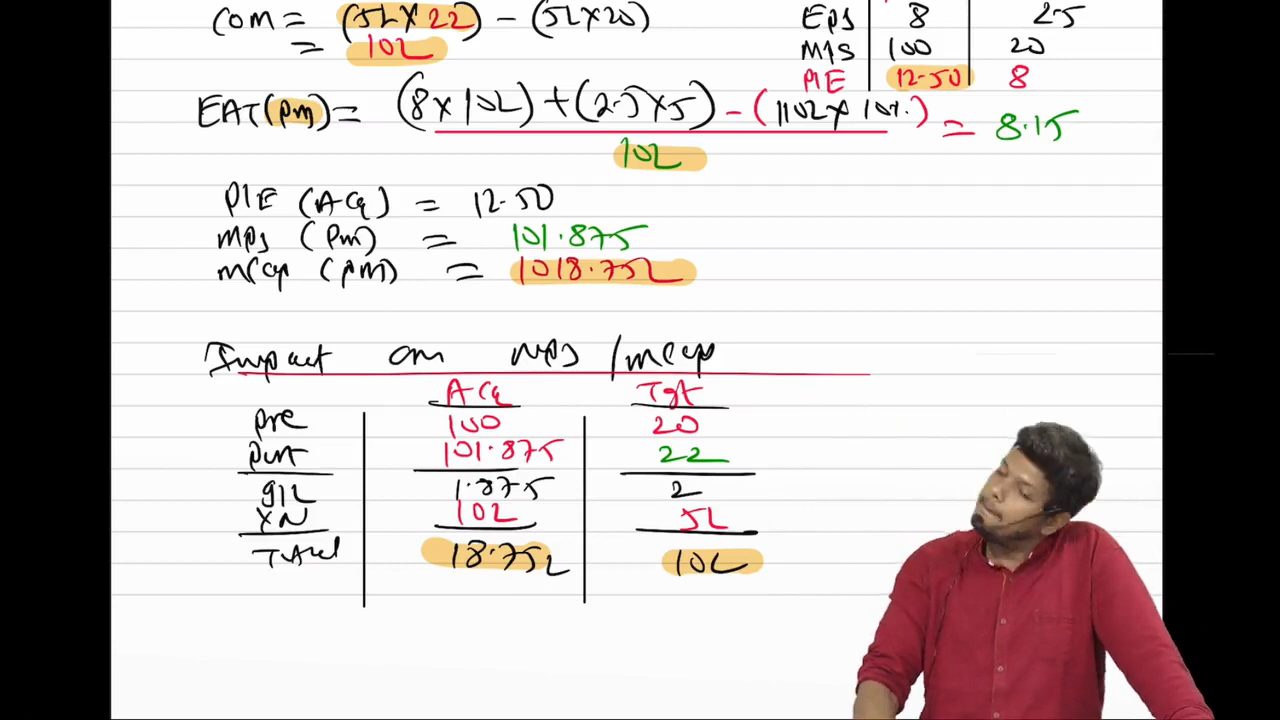 COM = (5L X 22) - (5L X 20)
= 10L
EPS 8 2.5
MPS 100 20
P/E 12.50 8
EAT (pm) = (8 X 10L) + (2.5 X 5) - (110L X 10%) = 8.15
10L
P/E (Acq) = 12.50
MPS (pm) = 101.875
mcap (pm) = 1018.75L
Impact on MPS / mcap
Acq Tgt
pre 100 20
post 101.875 22
g/L 1.875 2
XN 10L 5L
Total 18.75L 10L